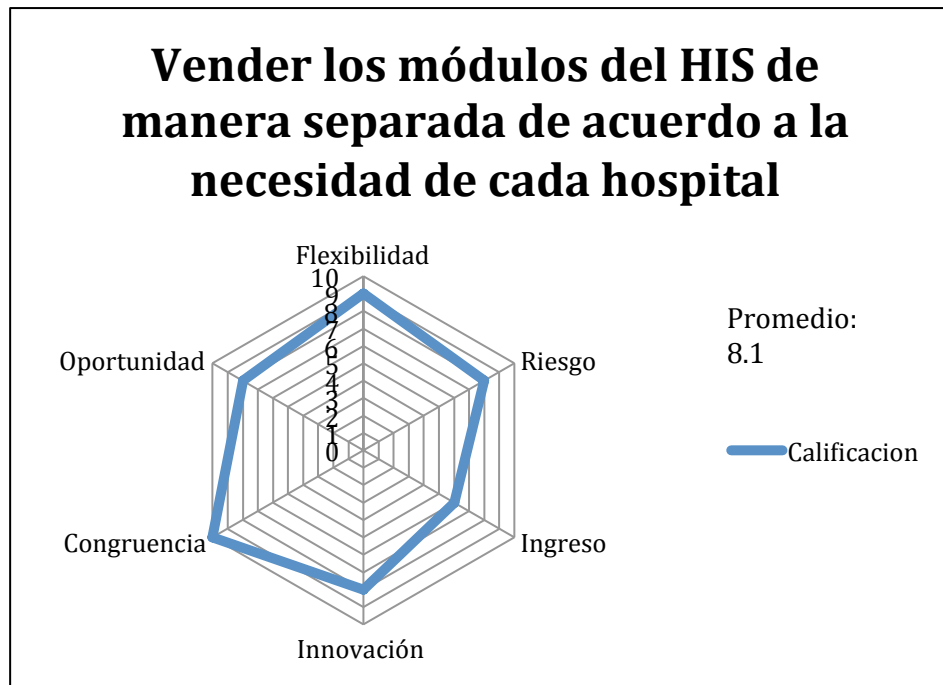 Vender los módulos del HIS de
manera separada de acuerdo a la
necesidad de cada hospital
Flexibilidad
10
9
8
7
6
5
4
3
2
1
0
Oportunidad
Riesgo
Congruencia
Ingreso
Innovación
Promedio:
8.1
Calificacion